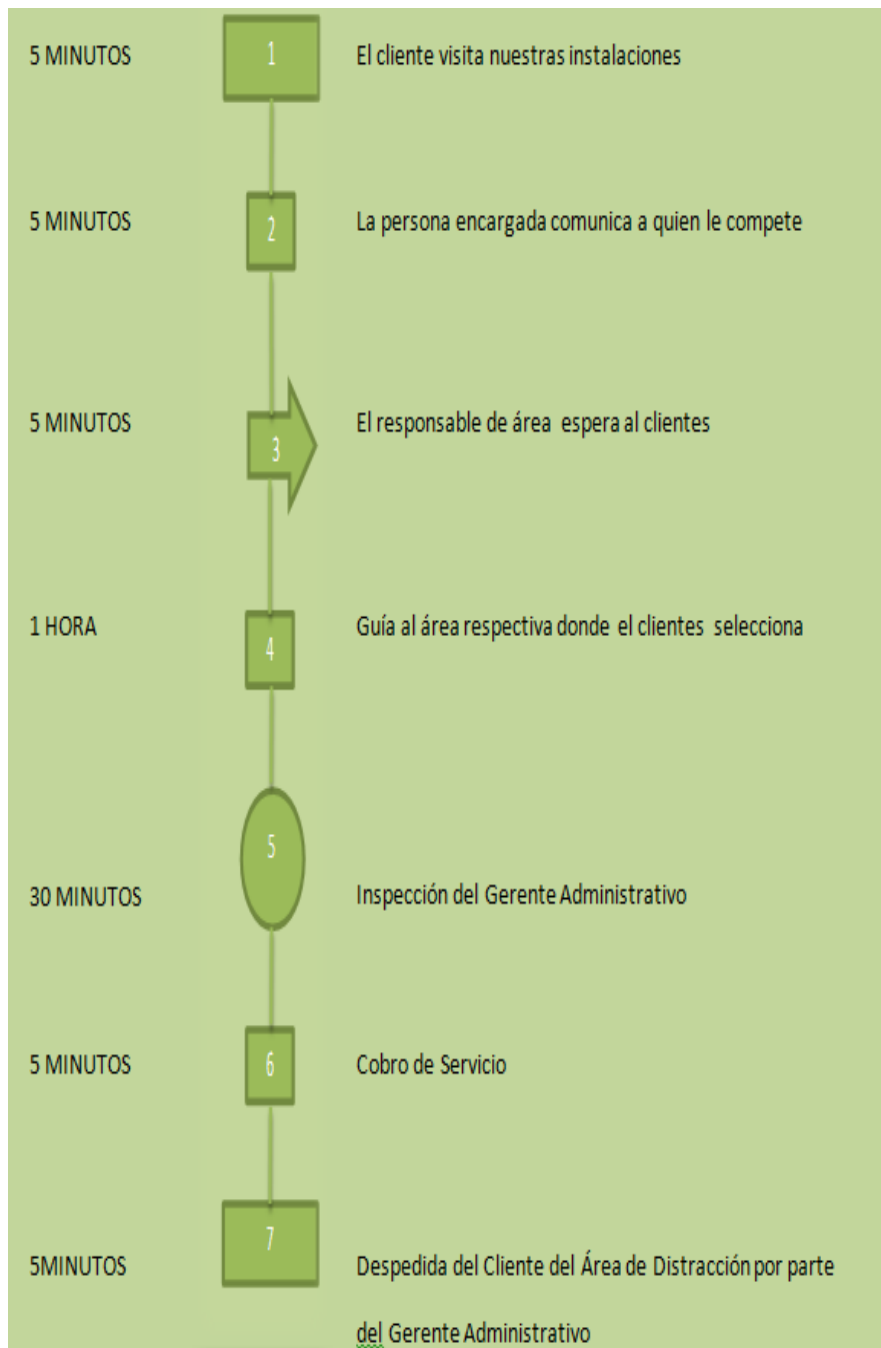 5 MINUTOS 1 El cliente visita nuestras instalaciones
5 MINUTOS 2 La persona encargada comunica a quien le compete
5 MINUTOS 3 El responsable de área espera al clientes
1 HORA 4 Guía al área respectiva donde el clientes selecciona
5
30 MINUTOS Inspección del Gerente Administrativo
5 MINUTOS 6 Cobro de Servicio
7
5MINUTOS Despedida del Cliente del Área de Distracción por parte
del Gerente Administrativo